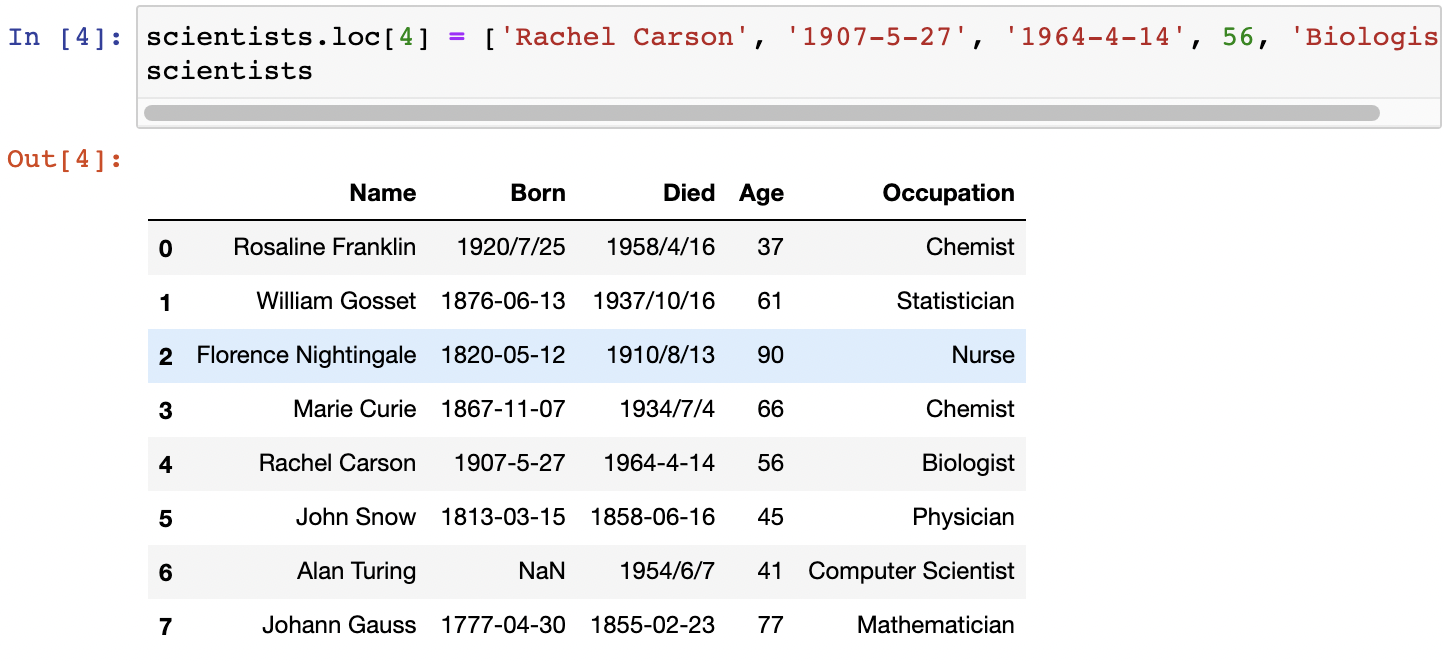 In [4]: scientists.loc[4] = ['Rachel Carson', '1907-5-27', '1964-4-14', 56, 'Biologis
scientists
Out[4]:
Name Born Died Age Occupation
0 Rosaline Franklin 1920/7/25 1958/4/16 37 Chemist
1 William Gosset 1876-06-13 1937/10/16 61 Statistician
2 Florence Nightingale 1820-05-12 1910/8/13 90 Nurse
3 Marie Curie 1867-11-07 1934/7/4 66 Chemist
4 Rachel Carson 1907-5-27 1964-4-14 56 Biologist
5 John Snow 1813-03-15 1858-06-16 45 Physician
6 Alan Turing NaN 1954/6/7 41 Computer Scientist
7 Johann Gauss 1777-04-30 1855-02-23 77 Mathematician